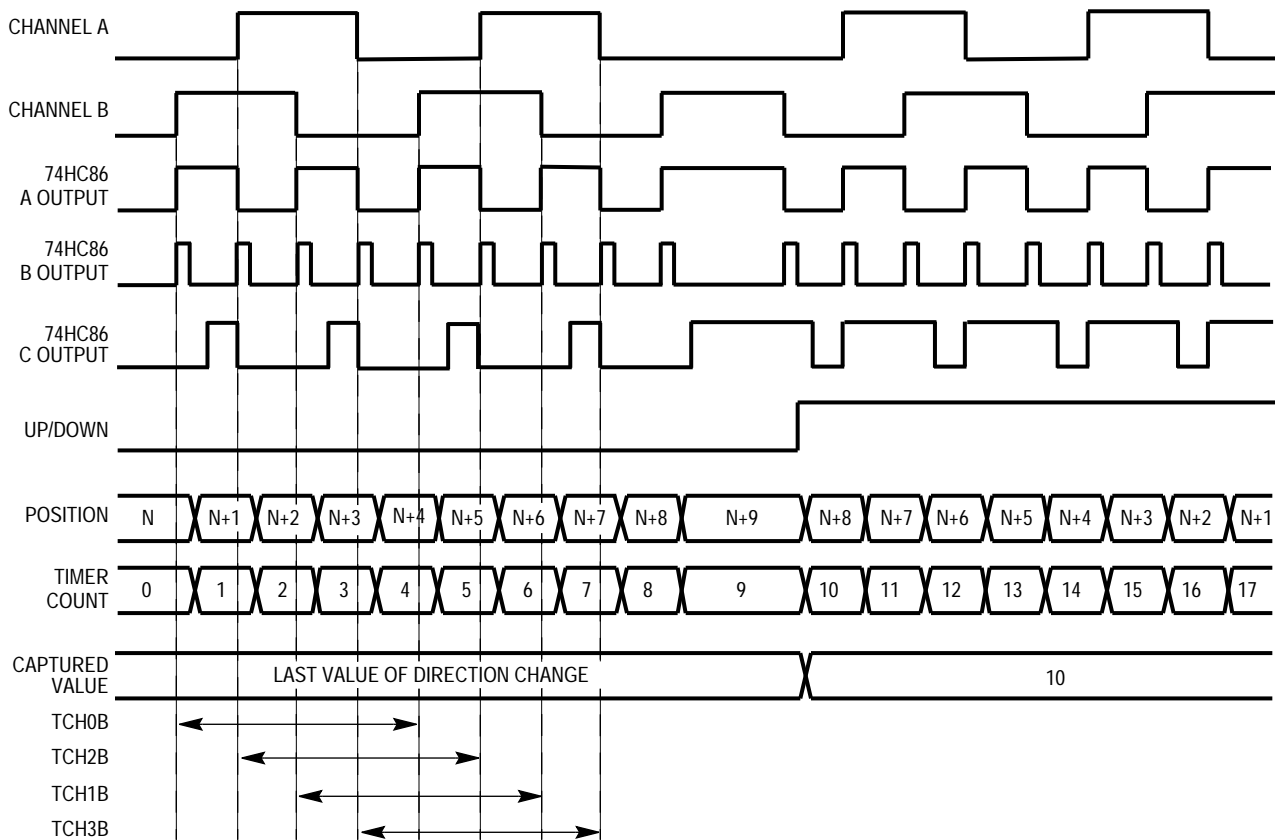 CHANNEL A
CHANNEL B
74HC86
A OUTPUT
74HC86
B OUTPUT
74HC86
C OUTPUT
UP/DOWN
POSITION N N+1 N+2 N+3 N+4 N+5 N+6 N+7 N+8 N+9 N+8 N+7 N+6 N+5 N+4 N+3 N+2 N+1
TIMER
COUNT 0 1 2 3 4 5 6 7 8 9 10 11 12 13 14 15 16 17
CAPTURED
VALUE LAST VALUE OF DIRECTION CHANGE 10
TCH0B
TCH2B
TCH1B
TCH3B